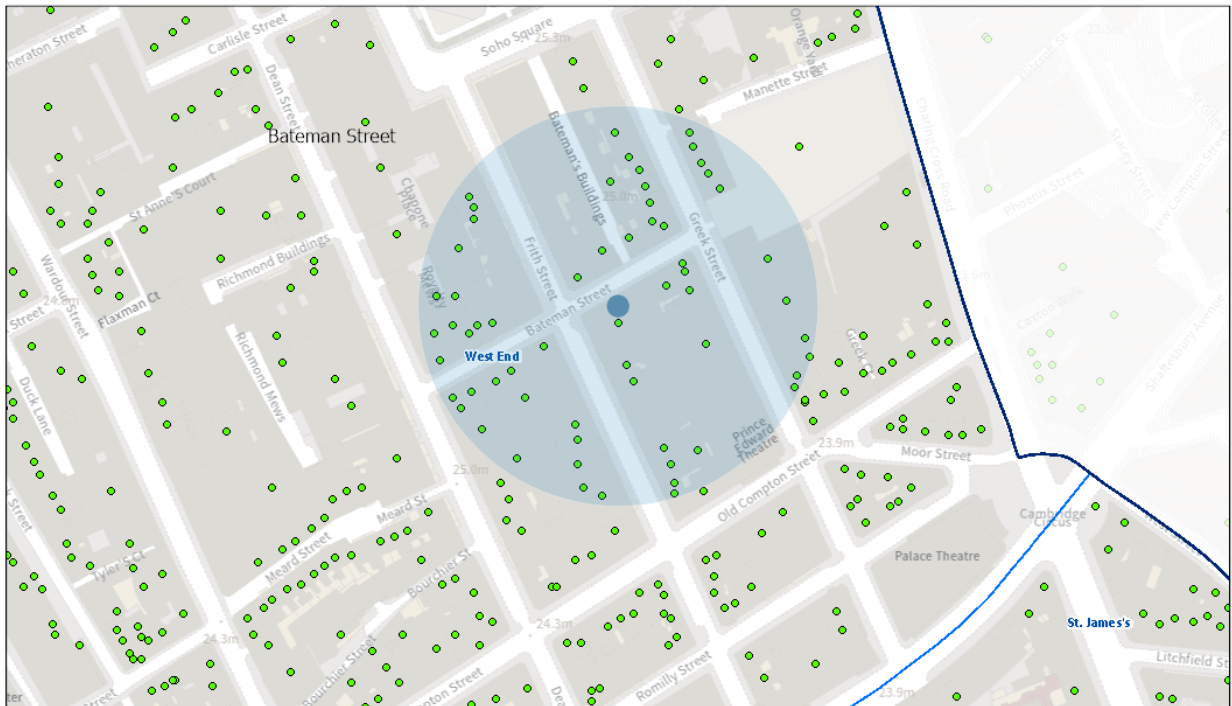 Carlisle Street
Soho Square
25.3m
Orange Yard
23.5m
Dean Street
Manette Street
Bateman Street
Bateman's Buildings
Charing Cross Road
St Anne'S Court
Chapone
Place
25.0m
Phoenix Street
New Compton Street
Greek Street
Frith Street
Richmond Buildings
Wardour Street
Flaxman Ct
Street
Bateman Street
Caxton Walk
Shaftesbury Avenue
Richmond Mews
West End
Greek Ct
Duck Lane
Prince
Edward
Theatre
23.9m
Moor Street
25.0m
Old Compton Street
Meard St
Cambridge
Circus
Meard Street
Palace Theatre
Tyler'S Ct
Bourchier St
24.3m
24.3m
St. James's
Bourchier Street
Romilly Street
Litchfield St
23.9m